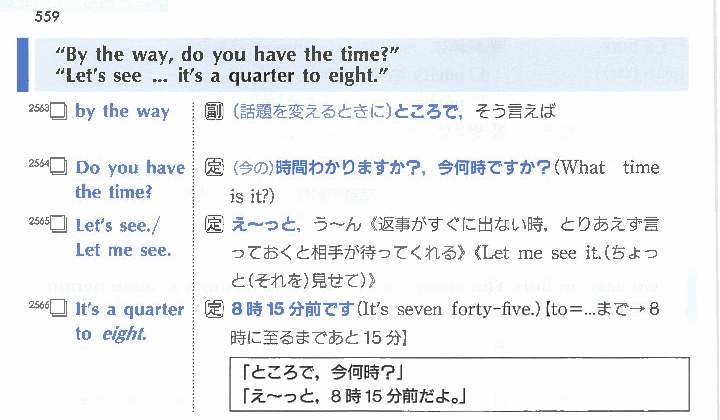 559
“By the way, do you have the time?”
“Let's see ... it's a quarter to eight.”
2563□ by the way
副 (話題を変えるときに)ところで，そう言えば
2564□ Do you have
the time?
定 (今の)時間わかりますか?，今何時ですか?(What time
is it?)
2565□ Let's see./
Let me see.
定 え〜っと，う〜ん《返事がすぐに出ない時，とりあえず言
っておくと相手が待ってくれる》《Let me see it.(ちょっ
と(それを)見せて)》
2566□ It's a quarter
to eight.
定 8時15分前です(It's seven forty-five.)【to=...まで→8
時に至るまであと15分】
「ところで，今何時?」
「え〜っと，8時15分前だよ。」